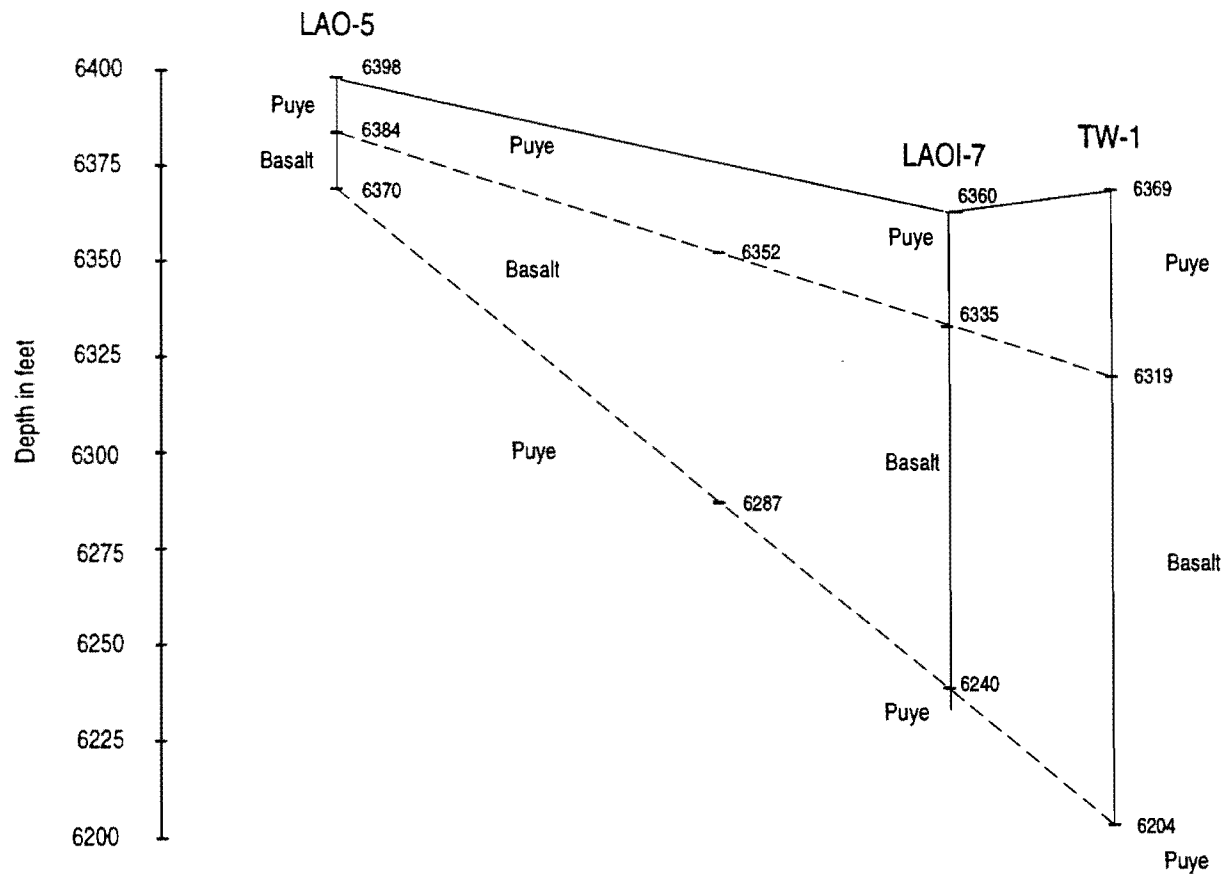 LAO-5
6400
6398
Puye
6384
Puye
TW-1
Basalt
6375
LAOI-7
6370
6360
6369
Puye
6352
Puye
6350
Basalt
6335
6325
6319
Depth in feet
6300
Puye
Basalt
6287
6275
Basalt
6250
6240
Puye
6225
6204
6200
Puye